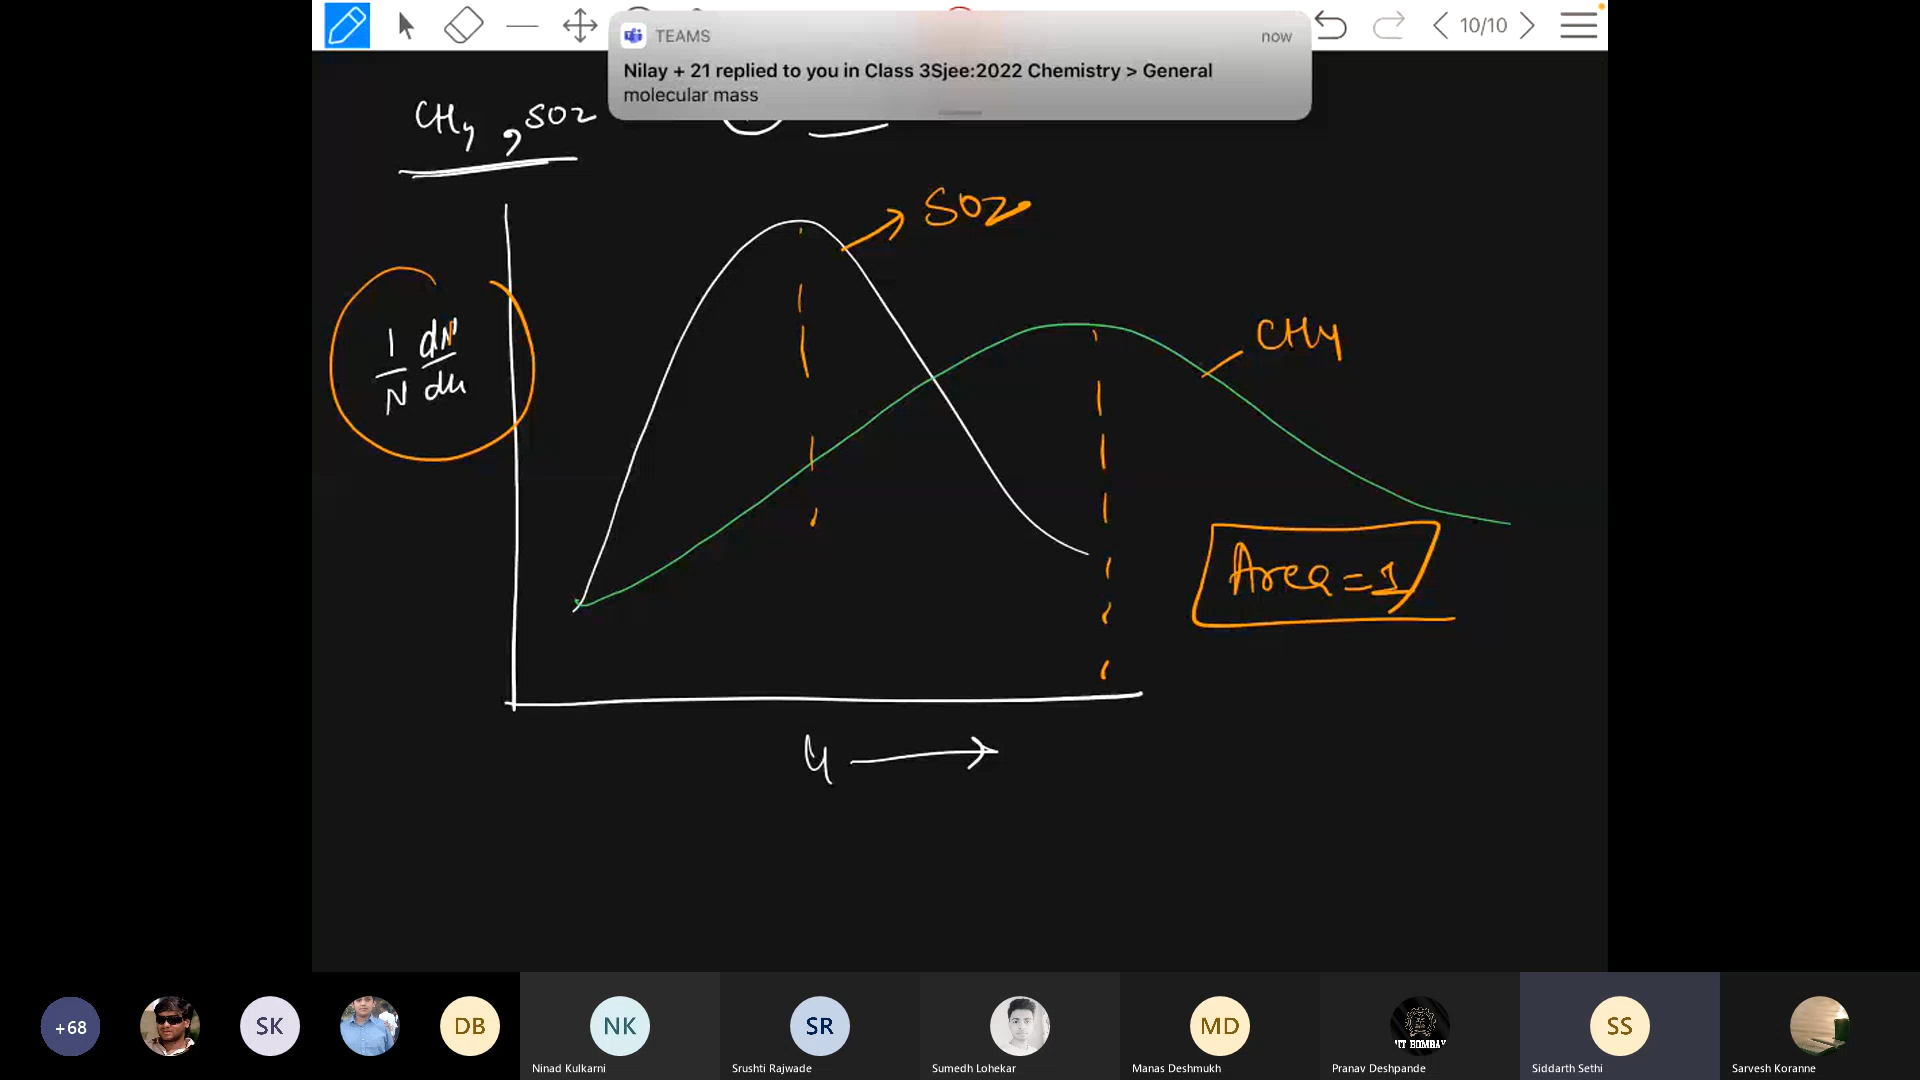 10/10
TEAMS
now
Nilay + 21 replied to you in Class 3Sjee:2022 Chemistry > General
molecular mass
CH4 , SO2
SO2
CH4
1 dN'
N du
Area = 1
u
+68
SK
DB
NK
SR
MD
IIT BOMBAY
SS
Ninad Kulkarni
Srushti Rajwade
Sumedh Lohekar
Manas Deshmukh
Pranav Deshpande
Siddarth Sethi
Sarvesh Koranne